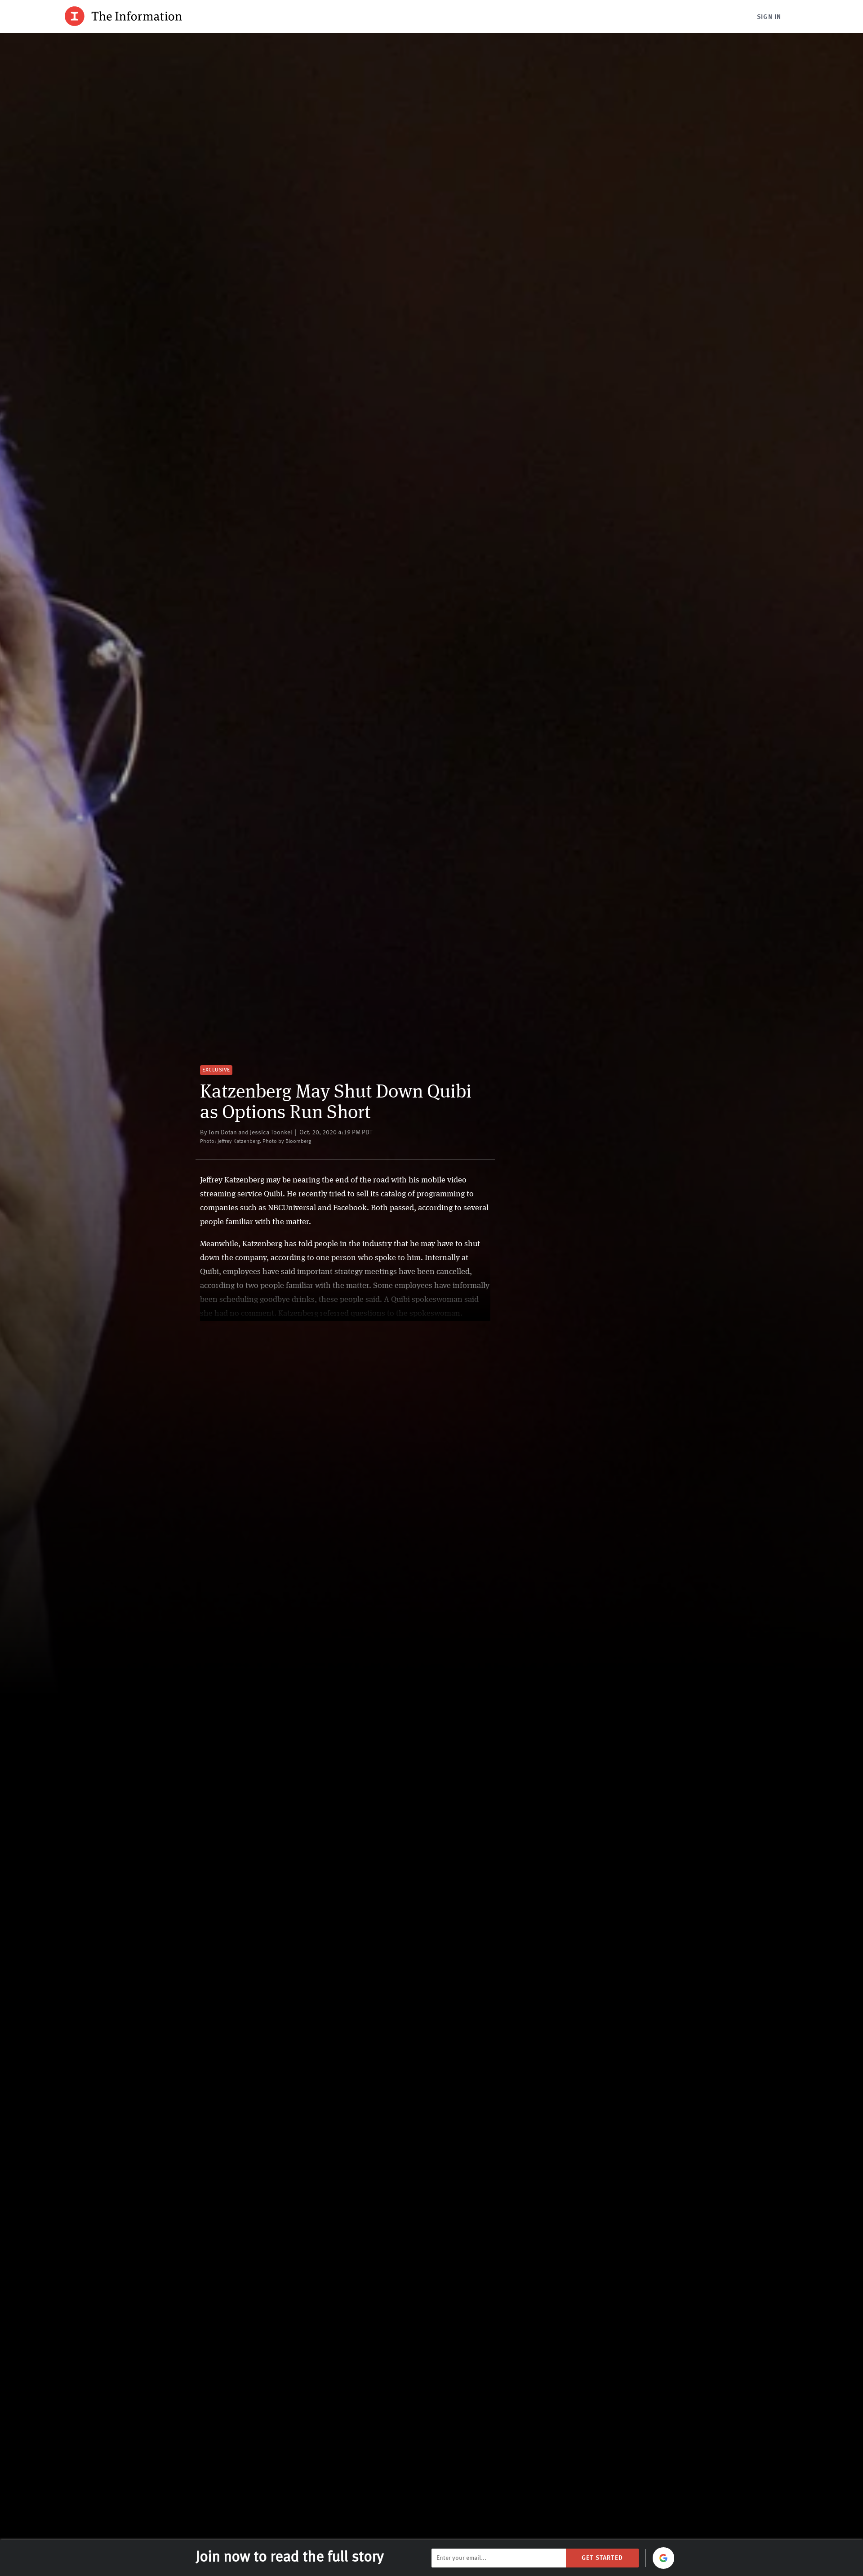 The Information
SIGN IN
EXCLUSIVE
Katzenberg May Shut Down Quibi
as Options Run Short
By Tom Dotan and Jessica Toonkel | Oct. 20, 2020 4:19 PM PDT
Photo: Jeffrey Katzenberg. Photo by Bloomberg
Jeffrey Katzenberg may be nearing the end of the road with his mobile video
streaming service Quibi. He recently tried to sell its catalog of programming to
companies such as NBCUniversal and Facebook. Both passed, according to several
people familiar with the matter.
Meanwhile, Katzenberg has told people in the industry that he may have to shut
down the company, according to one person who spoke to him. Internally at
Quibi, employees have said important strategy meetings have been cancelled,
according to two people familiar with the matter. Some employees have informally
been scheduling goodbye drinks, these people said. A Quibi spokeswoman said
she had no comment. Katzenberg referred questions to the spokeswoman.
Join now to read the full story
Enter your email...
GET STARTED